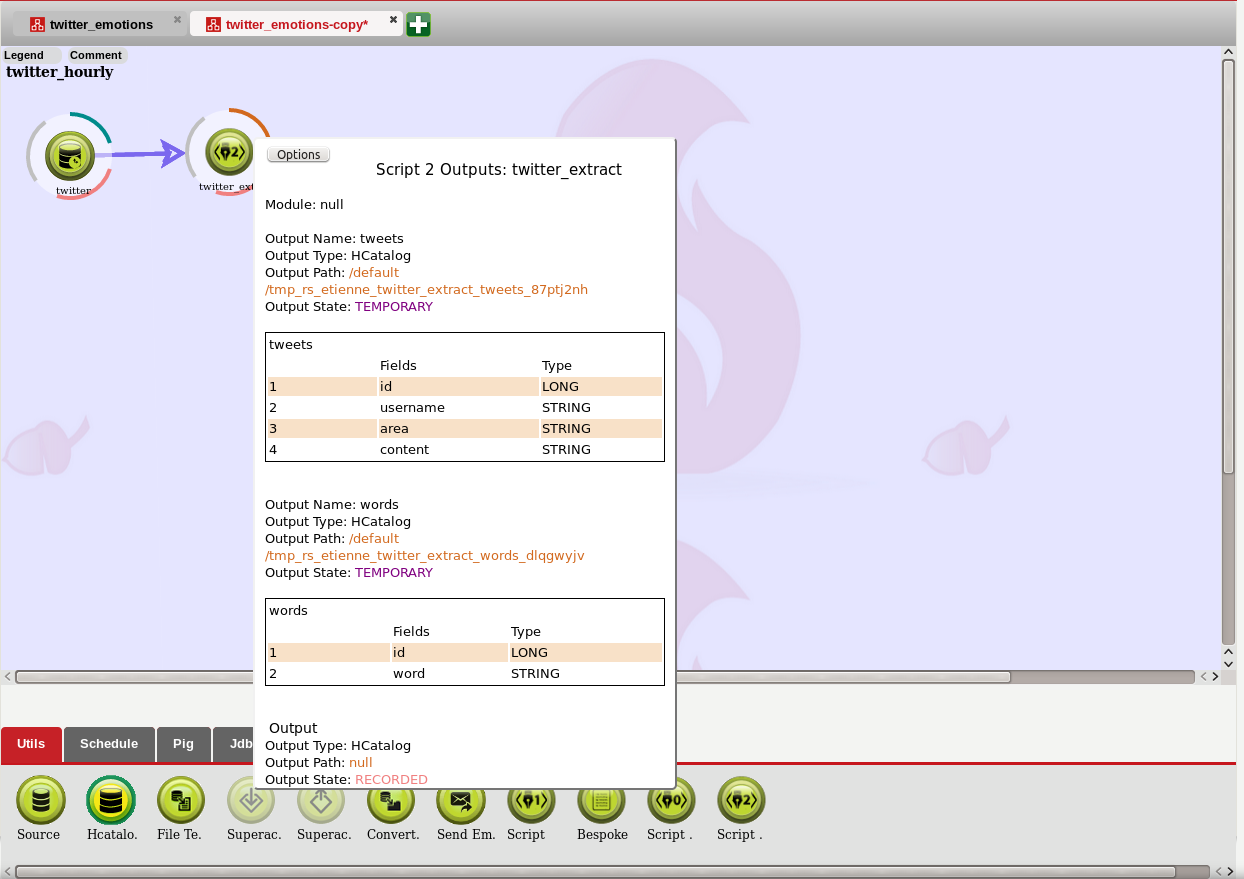 twitter_emotions
twitter_emotions-copy*
Legend Comment
twitter_hourly
twitter
twitter_ext
Options
Script 2 Outputs: twitter_extract
Module: null
Output Name: tweets
Output Type: HCatalog
Output Path: /default
/tmp_rs_etienne_twitter_extract_tweets_87ptj2nh
Output State: TEMPORARY
tweets
Fields Type
1 id LONG
2 username STRING
3 area STRING
4 content STRING
Output Name: words
Output Type: HCatalog
Output Path: /default
/tmp_rs_etienne_twitter_extract_words_dlqgwyjv
Output State: TEMPORARY
words
Fields Type
1 id LONG
2 word STRING
Output
Output Type: HCatalog
Output Path: null
Output State: RECORDED
Utils Schedule Pig Jdb
Source Hcatalo. File Te. Superac. Superac. Convert. Send Em. Script Bespoke Script . Script .